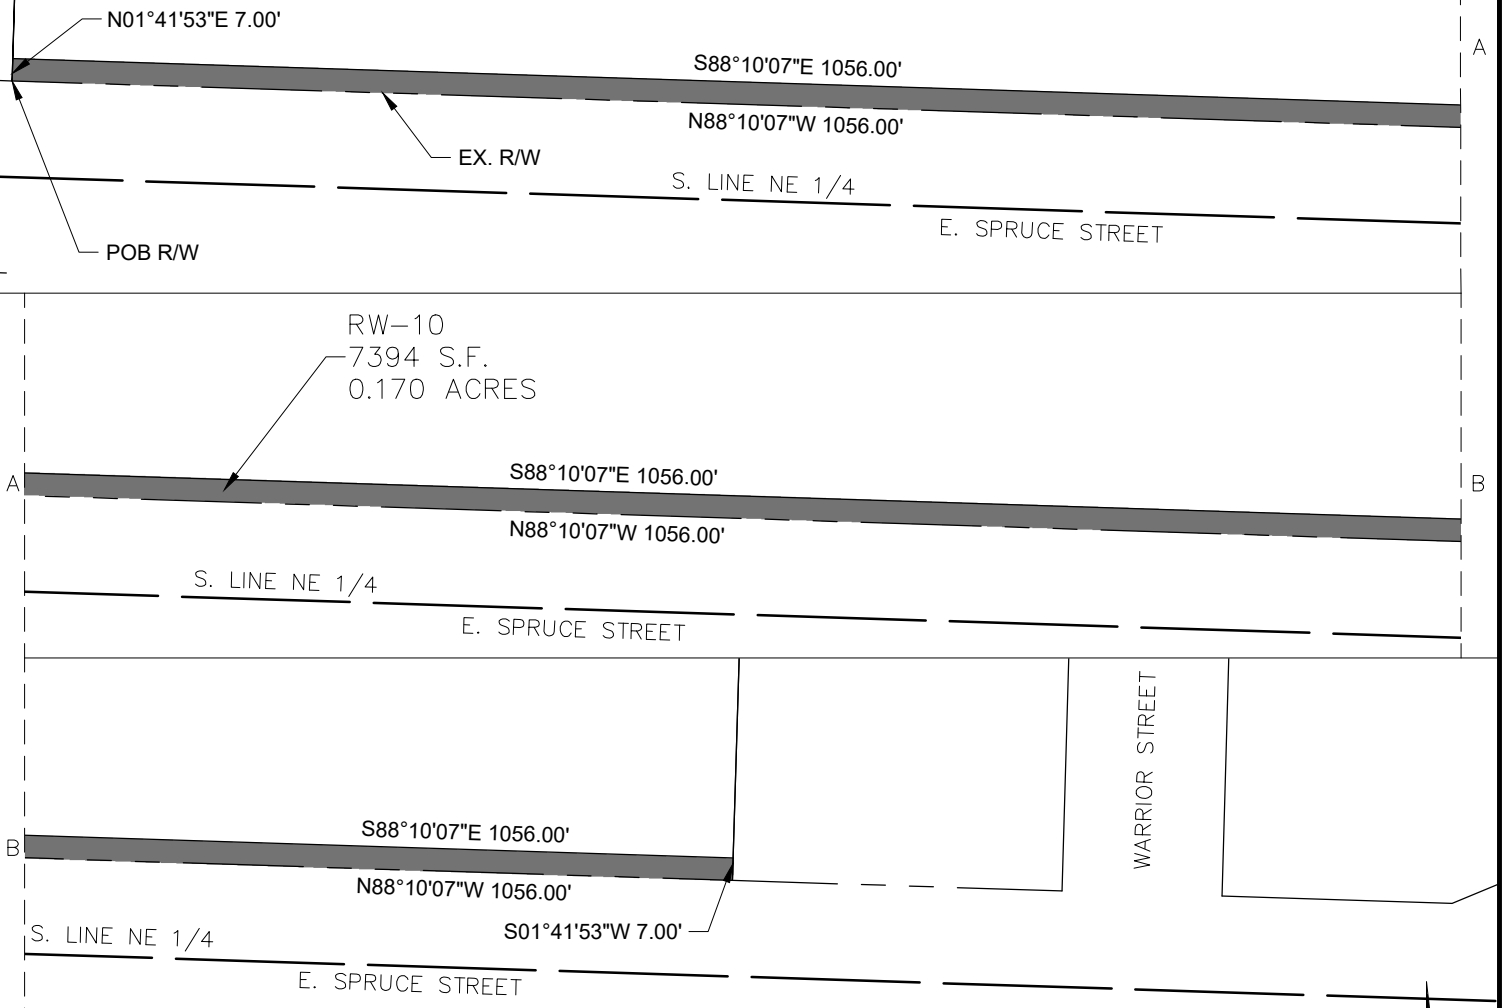 N01°41'53"E 7.00'
A
S88°10'07"E 1056.00'
N88°10'07"W 1056.00'
EX. R/W
S. LINE NE 1/4
E. SPRUCE STREET
POB R/W
RW-10
7394 S.F.
0.170 ACRES
A
S88°10'07"E 1056.00'
B
N88°10'07"W 1056.00'
S. LINE NE 1/4
E. SPRUCE STREET
WARRIOR STREET
B
S88°10'07"E 1056.00'
N88°10'07"W 1056.00'
S01°41'53"W 7.00'
S. LINE NE 1/4
E. SPRUCE STREET